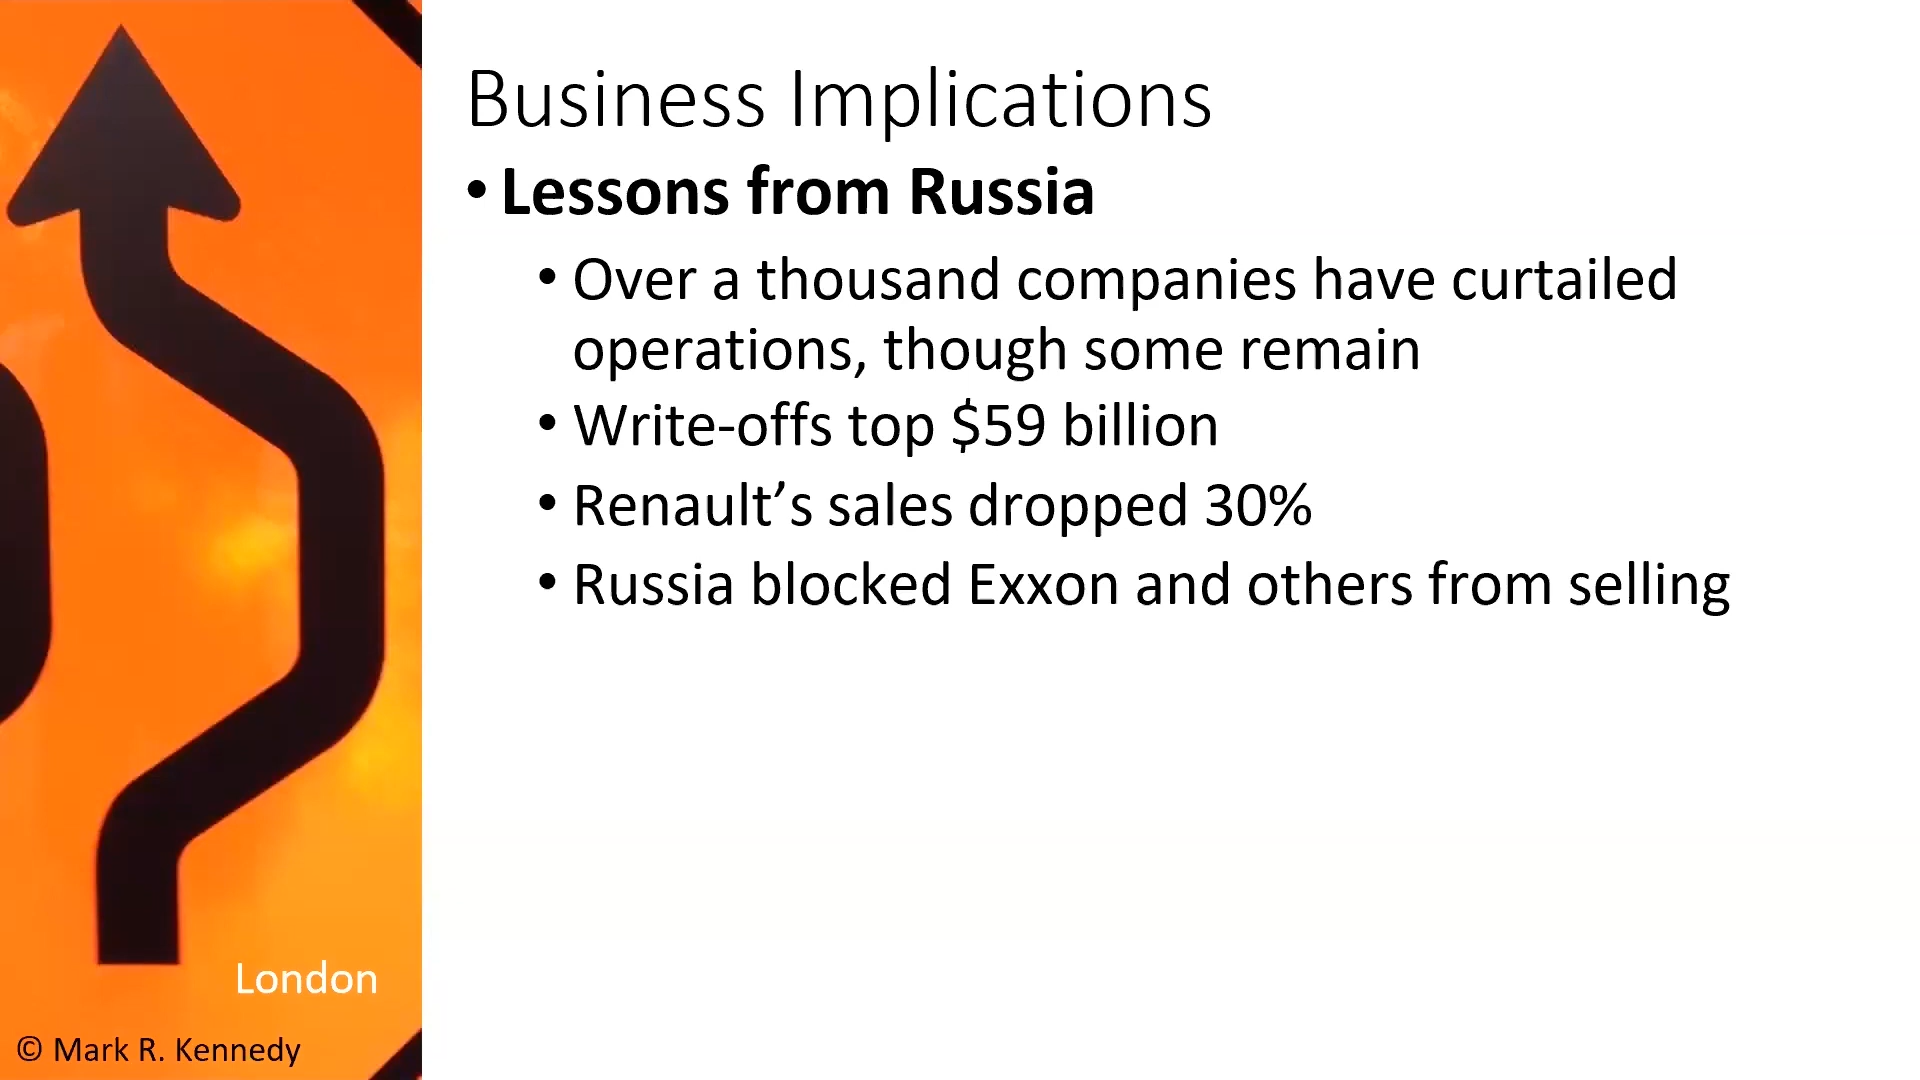 Business Implications
• Lessons from Russia
• Over a thousand companies have curtailed
operations, though some remain
• Write-offs top $59 billion
• Renault’s sales dropped 30%
• Russia blocked Exxon and others from selling
London
© Mark R. Kennedy